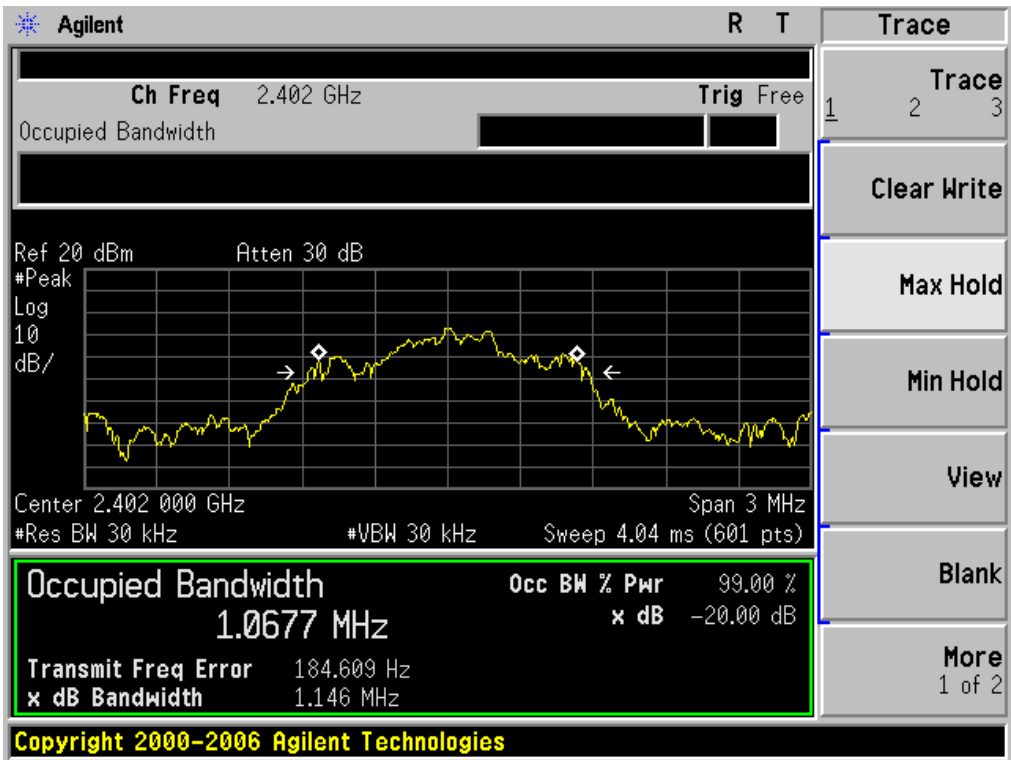 Agilent R T Trace
Ch Freq 2.402 GHz Trig Free
Occupied Bandwidth
Trace
1 2 3
Clear Write
Max Hold
Min Hold
View
Blank
More
1 of 2
Ref 20 dBm Atten 30 dB
#Peak
Log
10
dB/
Center 2.402 000 GHz Span 3 MHz
#Res BW 30 kHz #VBW 30 kHz Sweep 4.04 ms (601 pts)
Occupied Bandwidth Occ BW % Pwr 99.00 %
1.0677 MHz x dB -20.00 dB
Transmit Freq Error 184.609 Hz
x dB Bandwidth 1.146 MHz
Copyright 2000-2006 Agilent Technologies